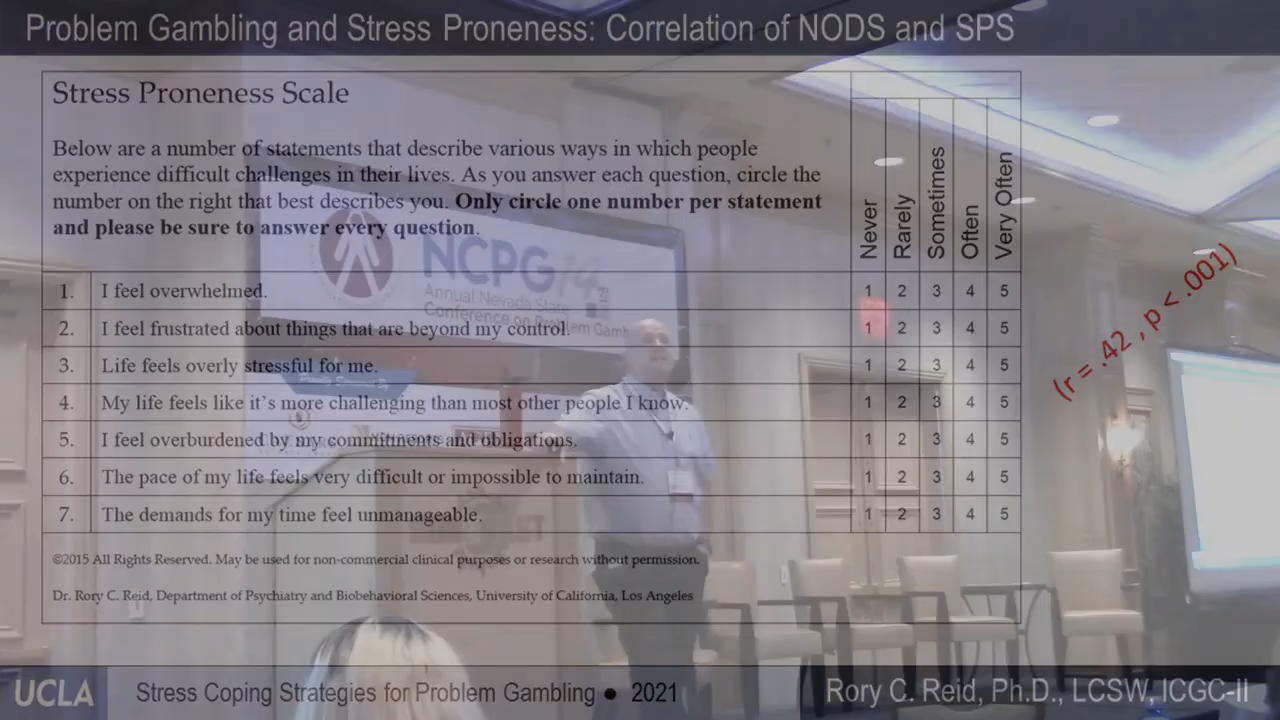 Problem Gambling and Stress Proneness: Correlation of NODS and SPS
Stress Proneness Scale
Below are a number of statements that describe various ways in which people
experience difficult challenges in their lives. As you answer each question, circle the
number on the right that best describes you. Only circle one number per statement
and please be sure to answer every question.
Never
Rarely
Sometimes
Often
Very Often
1. I feel overwhelmed. 1 2 3 4 5
2. I feel frustrated about things that are beyond my control. 1 2 3 4 5
3. Life feels overly stressful for me. 1 2 3 4 5
4. My life feels like it's more challenging than most other people I know. 1 2 3 4 5
5. I feel overburdened by my commitments and obligations. 1 2 3 4 5
6. The pace of my life feels very difficult or impossible to maintain. 1 2 3 4 5
7. The demands for my time feel unmanageable. 1 2 3 4 5
©2015 All Rights Reserved. May be used for non-commercial clinical purposes or research without permission.
Dr. Rory C. Reid, Department of Psychiatry and Biobehavioral Sciences, University of California, Los Angeles
(r = .42 , p < .001)
NCPG
Annual Nevada State
Conference on Problem Gamb
UCLA
Stress Coping Strategies for Problem Gambling ● 2021
Rory C. Reid, Ph.D., LCSW, ICGC-II